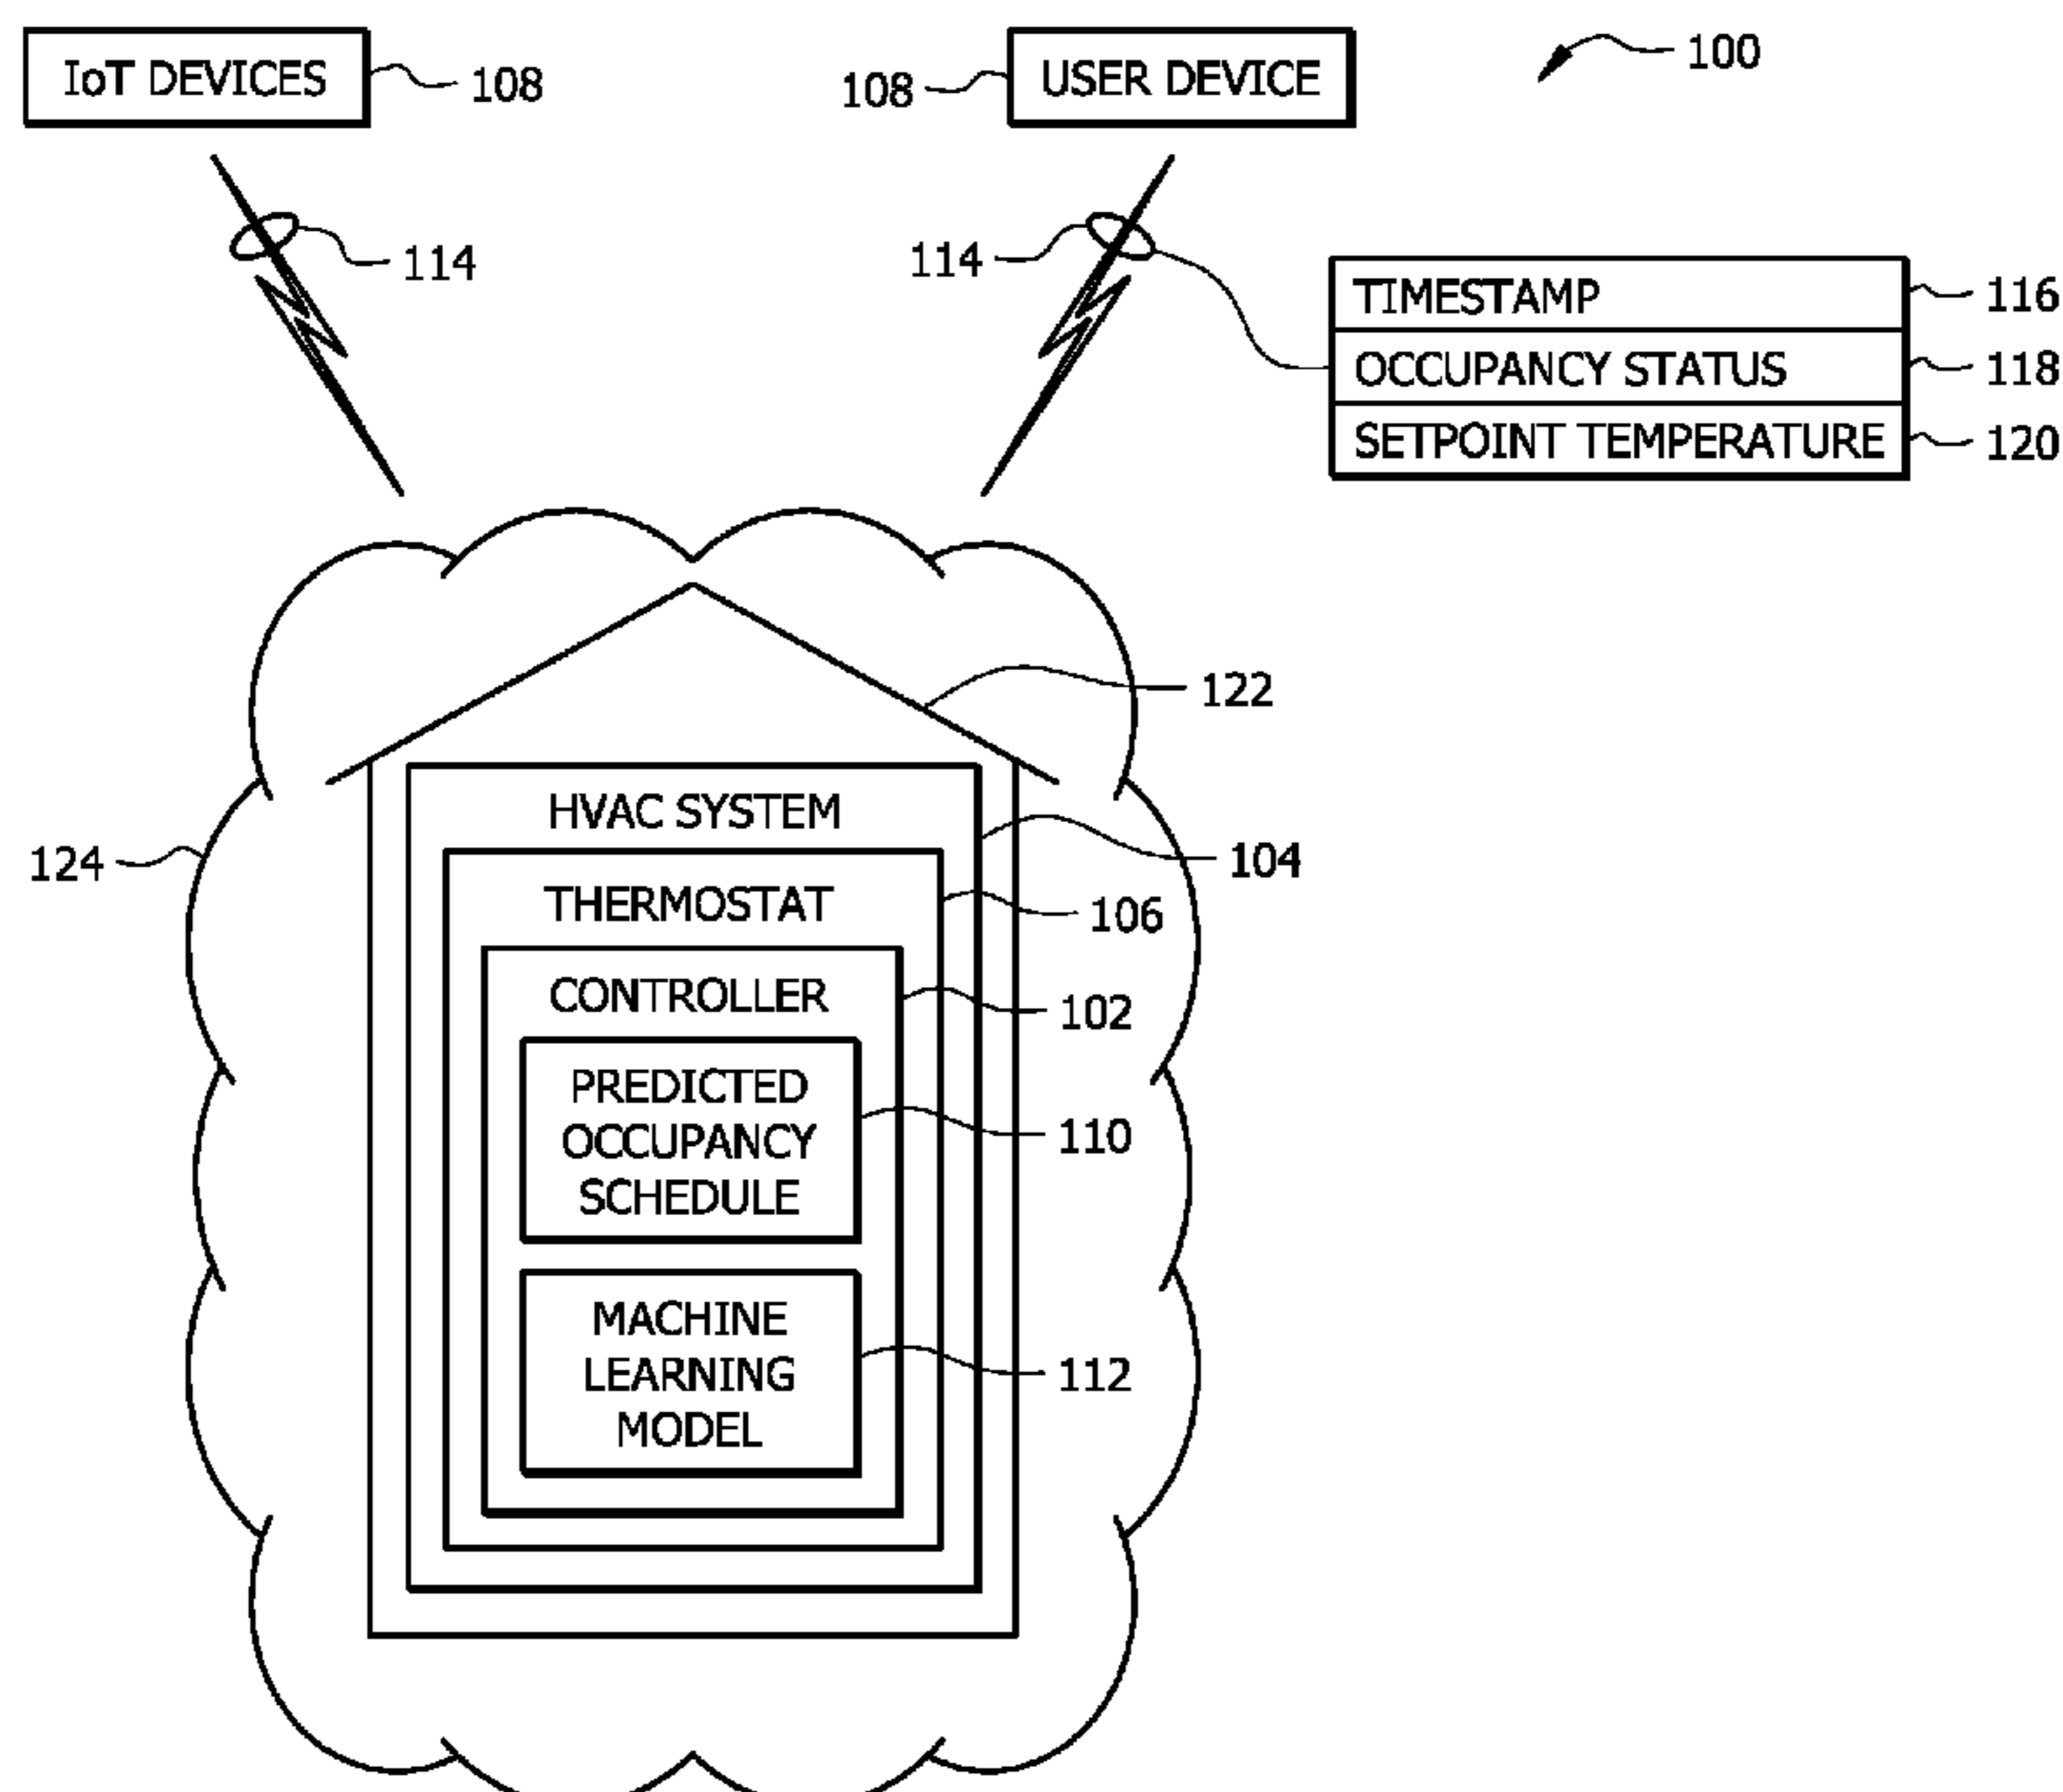 IoT DEVICES
108
108
USER DEVICE
100
114
114
TIMESTAMP
116
OCCUPANCY STATUS
118
SETPOINT TEMPERATURE
120
122
HVAC SYSTEM
104
124
THERMOSTAT
106
CONTROLLER
102
PREDICTED
OCCUPANCY
SCHEDULE
110
MACHINE
LEARNING
MODEL
112